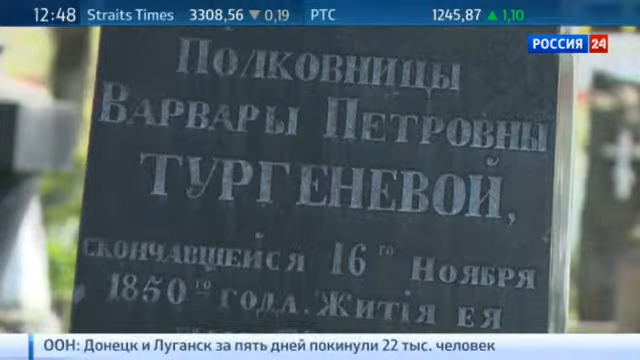 12:48 Straits Times 3308,56 ▼ 0,19 РТС 1245,87 ▲ 1,10
РОССИЯ 24
Полковницы
Варвары Петровны
ТУРГЕНЕВОЙ,
скончавшейся 16го Ноября
1850го года. Житія ея
ООН: Донецк и Луганск за пять дней покинули 22 тыс. человек